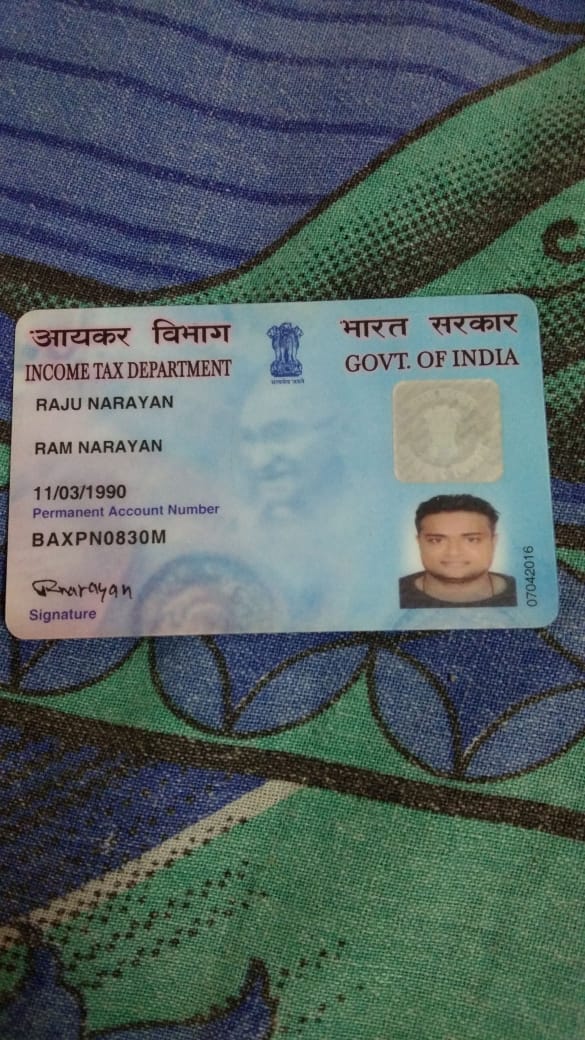 आयकर विभाग
INCOME TAX DEPARTMENT
भारत सरकार
GOVT. OF INDIA
RAJU NARAYAN
RAM NARAYAN
11/03/1990
Permanent Account Number
BAXPN0830M
Rnarayan
Signature
07042016
सत्यमेव जयते